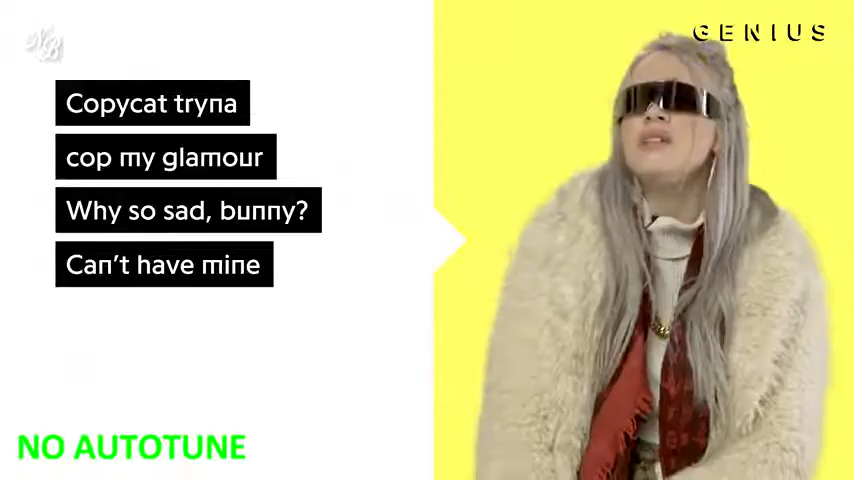 GENIUS
Copycat tryna
cop my glamour
Why so sad, bunny?
Can't have mine
NO AUTOTUNE